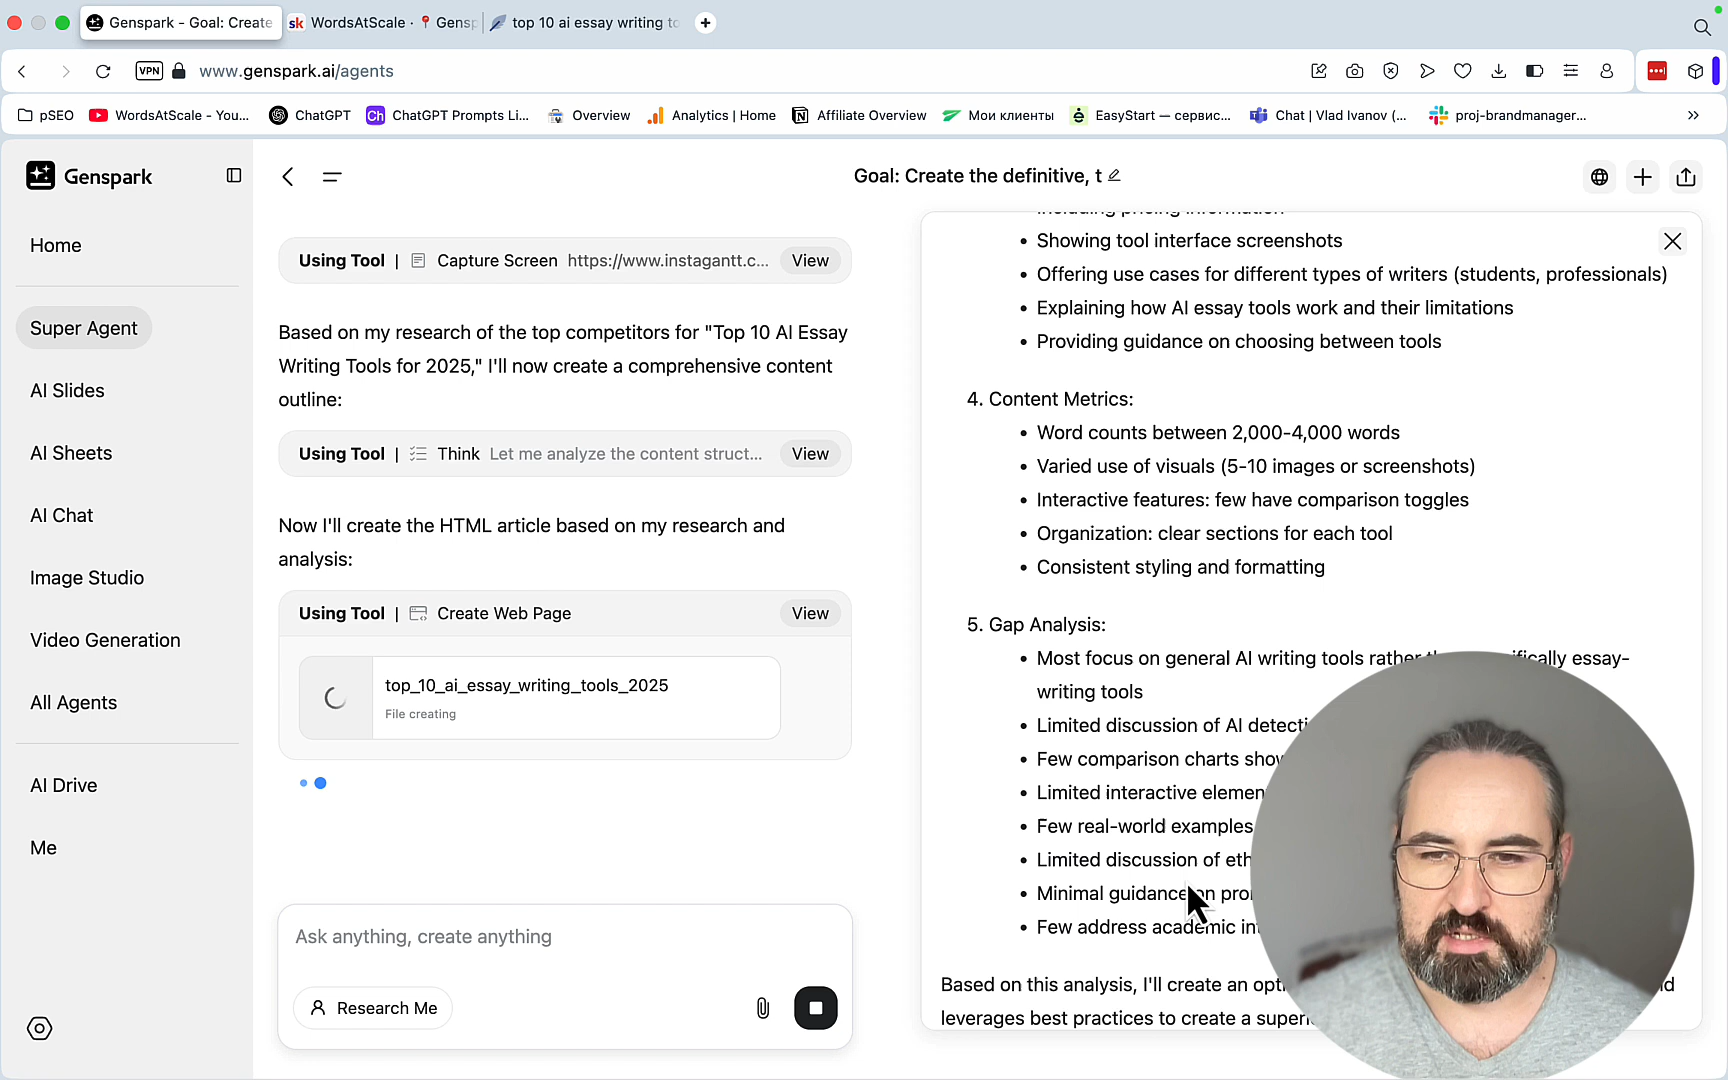 Genspark - Goal: Create
sk WordsAtScale · 📍 Gensp
top 10 ai essay writing to
VPN
www.genspark.ai/agents
pSEO
WordsAtScale - You...
ChatGPT
Ch ChatGPT Prompts Li...
Overview
Analytics | Home
Affiliate Overview
Мои клиенты
EasyStart — сервис...
Chat | Vlad Ivanov (...
proj-brandmanager...
Genspark
Home
Super Agent
AI Slides
AI Sheets
AI Chat
Image Studio
Video Generation
All Agents
AI Drive
Me
Goal: Create the definitive, t
Using Tool | Capture Screen https://www.instagantt.c... View
Based on my research of the top competitors for "Top 10 AI Essay
Writing Tools for 2025," I'll now create a comprehensive content
outline:
Using Tool | Think Let me analyze the content struct... View
Now I'll create the HTML article based on my research and
analysis:
Using Tool | Create Web Page View
top_10_ai_essay_writing_tools_2025
File creating
Ask anything, create anything
Research Me
Including pricing information
• Showing tool interface screenshots
• Offering use cases for different types of writers (students, professionals)
• Explaining how AI essay tools work and their limitations
• Providing guidance on choosing between tools
4. Content Metrics:
• Word counts between 2,000-4,000 words
• Varied use of visuals (5-10 images or screenshots)
• Interactive features: few have comparison toggles
• Organization: clear sections for each tool
• Consistent styling and formatting
5. Gap Analysis:
• Most focus on general AI writing tools rather essay-
writing tools
• Limited discussion of AI
• Few comparison charts
• Limited interactive
• Few real-world examples
• Limited discussion of
• Minimal guidance on
• Few address academic
Based on this analysis, I'll create an
leverages best practices to create a